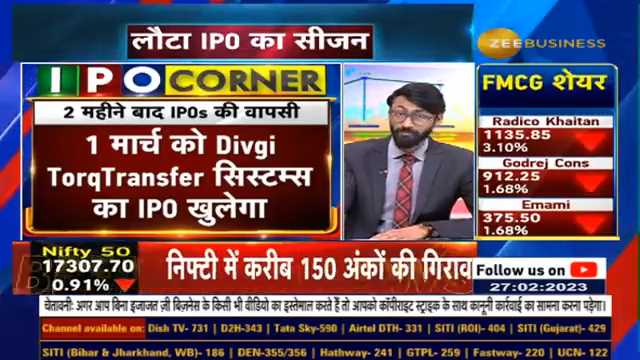 लौटा IPO का सीजन
ZEE BUSINESS
IPO CORNER
2 महीने बाद IPOs की वापसी
1 मार्च को Divgi
TorqTransfer सिस्टम्स
का IPO खुलेगा
FMCG शेयर
Radico Khaitan
1135.85
3.10%
Godrej Cons
912.25
1.68%
Emami
375.50
1.68%
Nifty 50
17307.70
0.91%
निफ्टी में करीब 150 अंकों की गिराव
Follow us on
27-02-2023
चेतावनी: अगर आप बिना इजाजत ज़ी बिज़नेस के किसी भी वीडियो का इस्तेमाल करते हैं तो आपको कॉपीराइट स्ट्राइक के साथ कानूनी कार्रवाई का सामना करना पड़ेगा.
Channel available on: Dish TV- 731 | D2H-343 | Tata Sky-590 | Airtel DTH-331 | SITI (ROI) - 404 | SITI (Gujarat) - 429
SITI (Bihar & Jharkhand, WB) -186 | DEN-355/356 | Hathway-241 | GTPL-259 | Fastway-220 | UCN-122